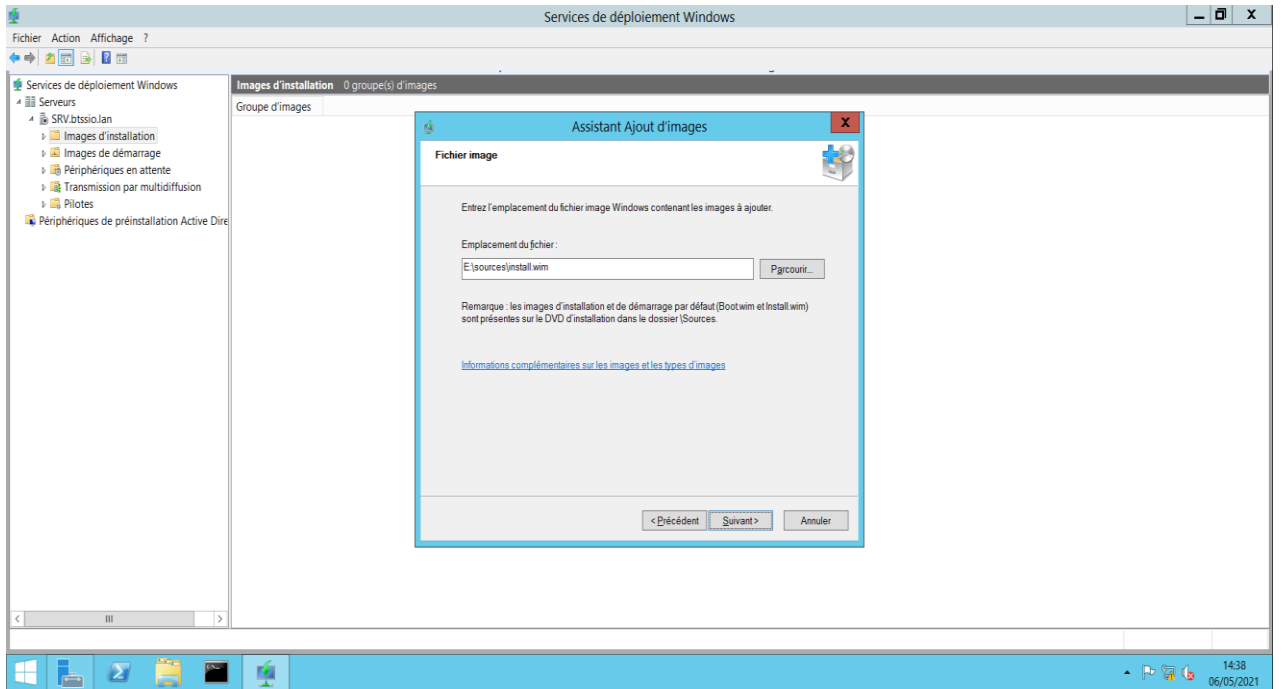 Services de déploiement Windows
Fichier Action Affichage ?
Services de déploiement Windows
Serveurs
SRV.btssio.lan
Images d'installation
Images de démarrage
Périphériques en attente
Transmission par multidiffusion
Pilotes
Périphériques de préinstallation Active Dire
Images d'installation 0 groupe(s) d'images
Groupe d'images
Assistant Ajout d'images
x
Fichier image
Entrez l'emplacement du fichier image Windows contenant les images à ajouter.
Emplacement du fichier :
E:\sources\install.wim
Parcourir...
Remarque : les images d'installation et de démarrage par défaut (Boot.wim et Install.wim)
sont présentes sur le DVD d'installation dans le dossier \Sources.
Informations complémentaires sur les images et les types d'images
< Précédent Suivant > Annuler
14:38
06/05/2021